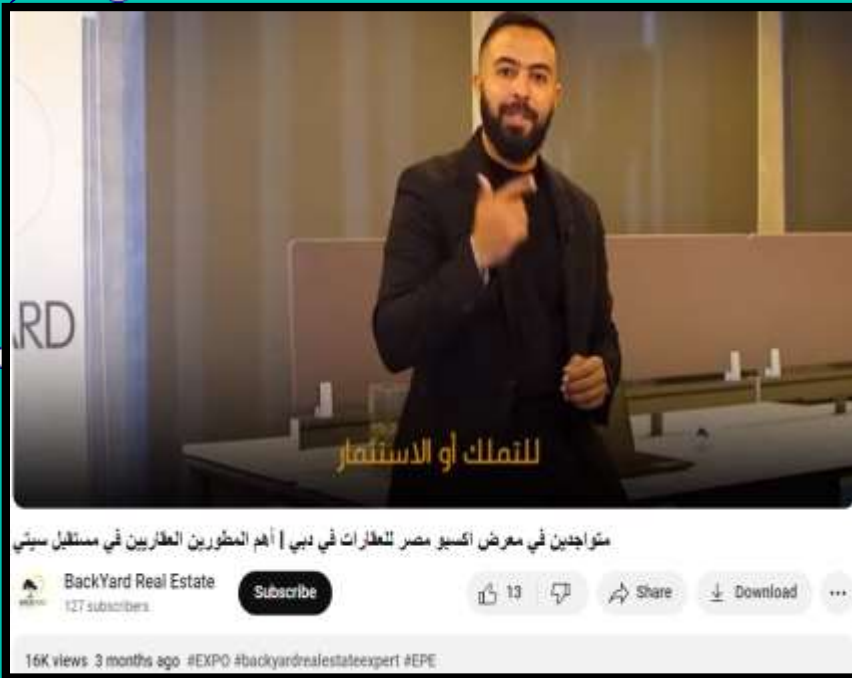 ARD
للتملك أو الاستثمار
متواجدين في معرض اكسبو مصر للعقارات في دبي | أهم المطورين العقاريين في مستقبل سيتي
BackYard Real Estate
127 subscribers
Subscribe
13
Share
Download
16K views 3 months ago #EXPO #backyardrealestateexpert #EPE